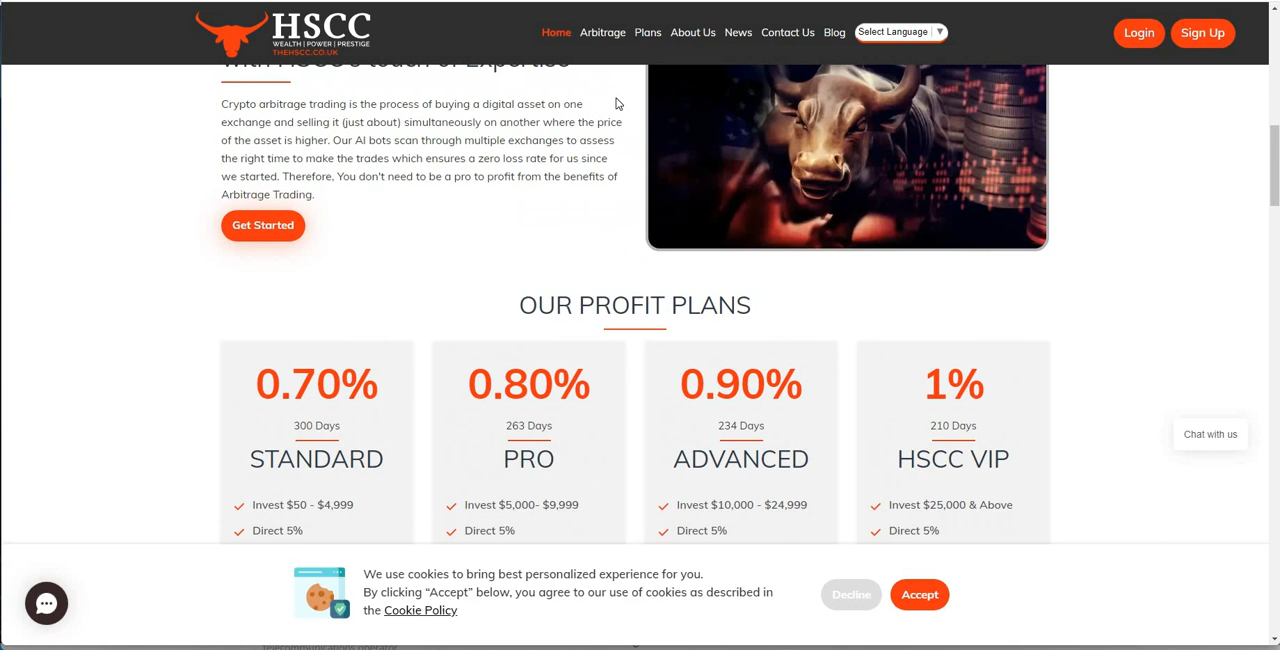 HSCC
WEALTH | POWER | PRESTIGE
THEHSCC.CO.UK
Home Arbitrage Plans About Us News Contact Us Blog Select Language ▼ Login Sign Up
with HSCC's touch of Expertise
Crypto arbitrage trading is the process of buying a digital asset on one
exchange and selling it (just about) simultaneously on another where the price
of the asset is higher. Our AI bots scan through multiple exchanges to assess
the right time to make the trades which ensures a zero loss rate for us since
we started. Therefore, You don't need to be a pro to profit from the benefits of
Arbitrage Trading.
Get Started
OUR PROFIT PLANS
0.70% 0.80% 0.90% 1%
300 Days 263 Days 234 Days 210 Days
STANDARD PRO ADVANCED HSCC VIP
Invest $50 - $4,999 Invest $5,000- $9,999 Invest $10,000 - $24,999 Invest $25,000 & Above
Direct 5% Direct 5% Direct 5% Direct 5%
Chat with us
We use cookies to bring best personalized experience for you.
By clicking “Accept” below, you agree to our use of cookies as described in
the Cookie Policy
Decline Accept
telecommunications operator